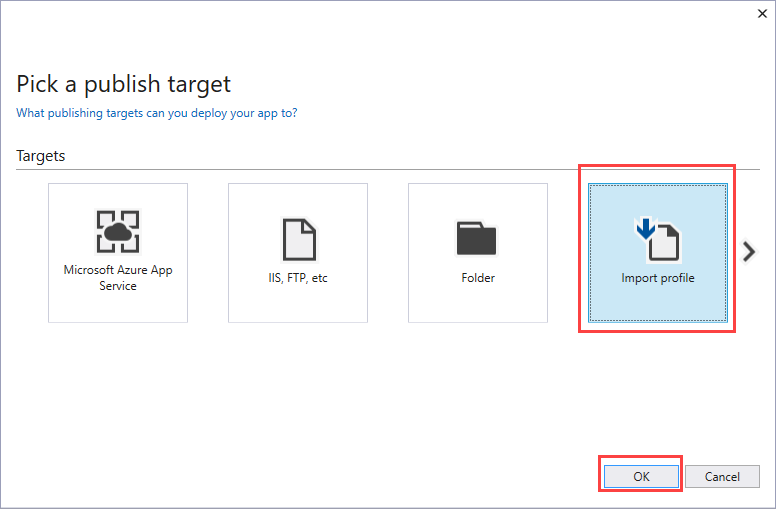 Pick a publish target
What publishing targets can you deploy your app to?
Targets
Microsoft Azure App
Service
IIS, FTP, etc
Folder
Import profile
OK
Cancel